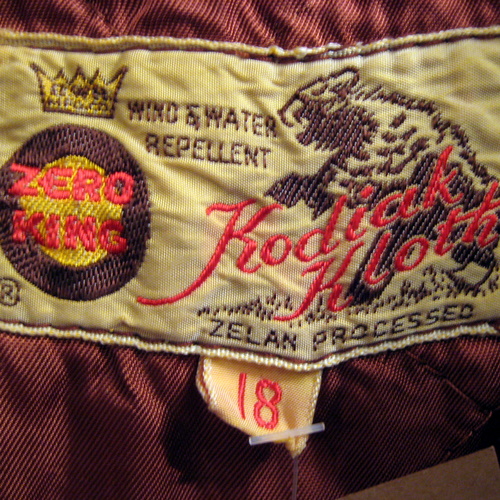 WIND & WATER
REPELLENT
ZERO
KING
®
Kodiak
Kloth
ZELAN PROCESSED
18